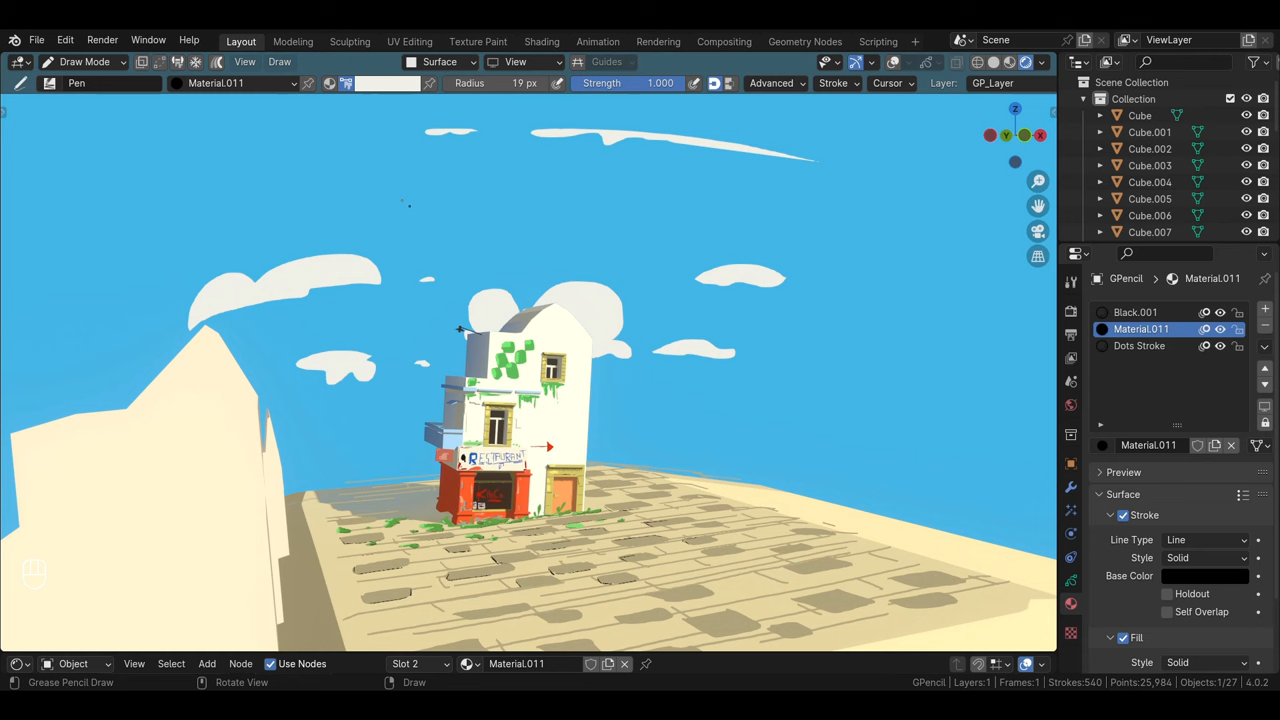 File Edit Render Window Help Layout Modeling Sculpting UV Editing Texture Paint Shading Animation Rendering Compositing Geometry Nodes Scripting + Scene ViewLayer
Draw Mode View Draw Surface View Guides
Pen Material.011 Radius 19 px Strength 1.000 Advanced Stroke Cursor Layer: GP_Layer
Scene Collection
Collection
Cube
Cube.001
Cube.002
Cube.003
Cube.004
Cube.005
Cube.006
Cube.007
Z
Y X
GPencil Material.011
Black.001
Material.011
Dots Stroke
Material.011
Preview
Surface
Stroke
Line Type Line
Style Solid
Base Color
Holdout
Self Overlap
Fill
Style Solid
RESTAURANT
Object View Select Add Node Use Nodes Slot 2 Material.011
Grease Pencil Draw Rotate View Draw GPencil | Layers:1 | Frames:1 | Strokes:540 | Points:25,984 | Objects:1/27 | 4.0.2